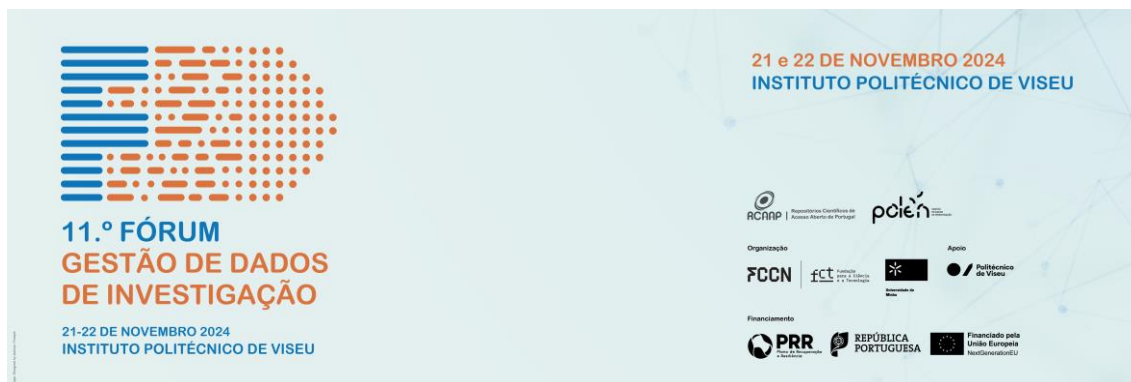 11.º FÓRUM
GESTÃO DE DADOS
DE INVESTIGAÇÃO
21-22 DE NOVEMBRO 2024
INSTITUTO POLITÉCNICO DE VISEU
21 e 22 DE NOVEMBRO 2024
INSTITUTO POLITÉCNICO DE VISEU
RCAAP | Repositórios Científicos de
Acesso Aberto de Portugal
polen
Organização
FCCN
fct Fundação
para a Ciência
e a Tecnologia
Universidade do
Minho
Apoio
Politécnico
de Viseu
Financiamento
PRR
Plano de Recuperação
e Resiliência
REPÚBLICA
PORTUGUESA
Financiado pela
União Europeia
NextGenerationEU